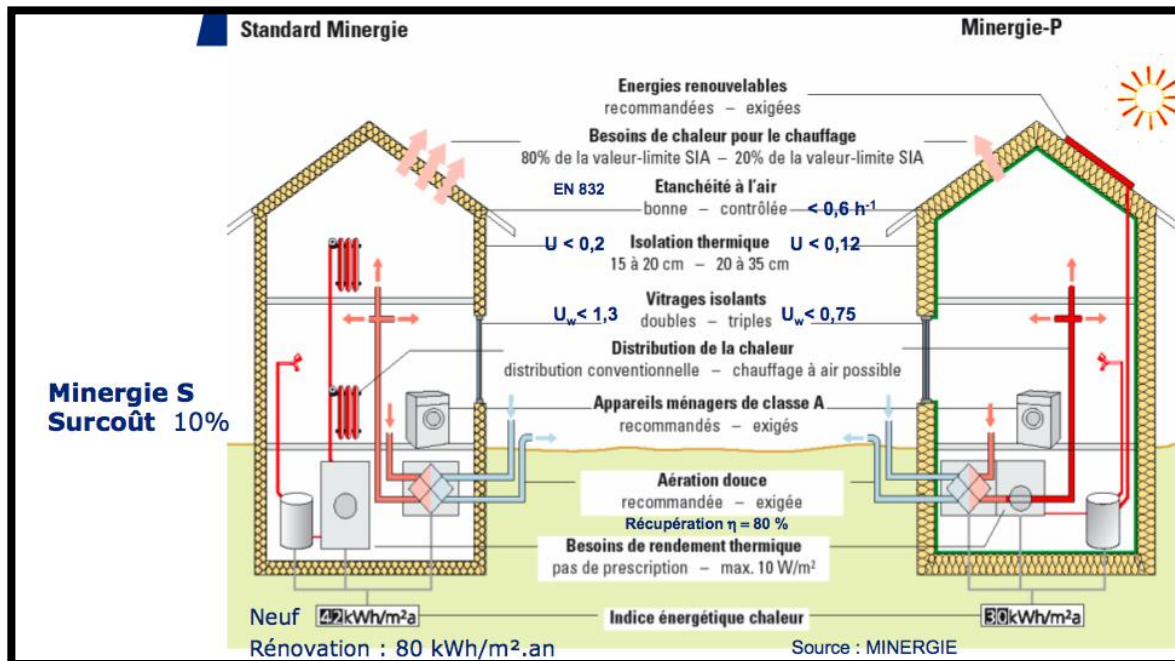 Standard Minergie
Minergie-P
Energies renouvelables
recommandées – exigées
Besoins de chaleur pour le chauffage
80% de la valeur-limite SIA – 20% de la valeur-limite SIA
EN 832
Etanchéité à l'air
bonne – contrôlée
< 0,6 h⁻¹
U < 0,2
Isolation thermique
U < 0,12
15 à 20 cm – 20 à 35 cm
Uw< 1,3
Vitrages isolants
doubles – triples
Uw< 0,75
Distribution de la chaleur
distribution conventionnelle – chauffage à air possible
Minergie S
Surcoût 10%
Appareils ménagers de classe A
recommandés – exigés
Aération douce
recommandée – exigée
Récupération η = 80 %
Besoins de rendement thermique
pas de prescription – max. 10 W/m²
Neuf
42kWh/m²a
Indice énergétique chaleur
30kWh/m²a
Rénovation : 80 kWh/m².an
Source : MINERGIE